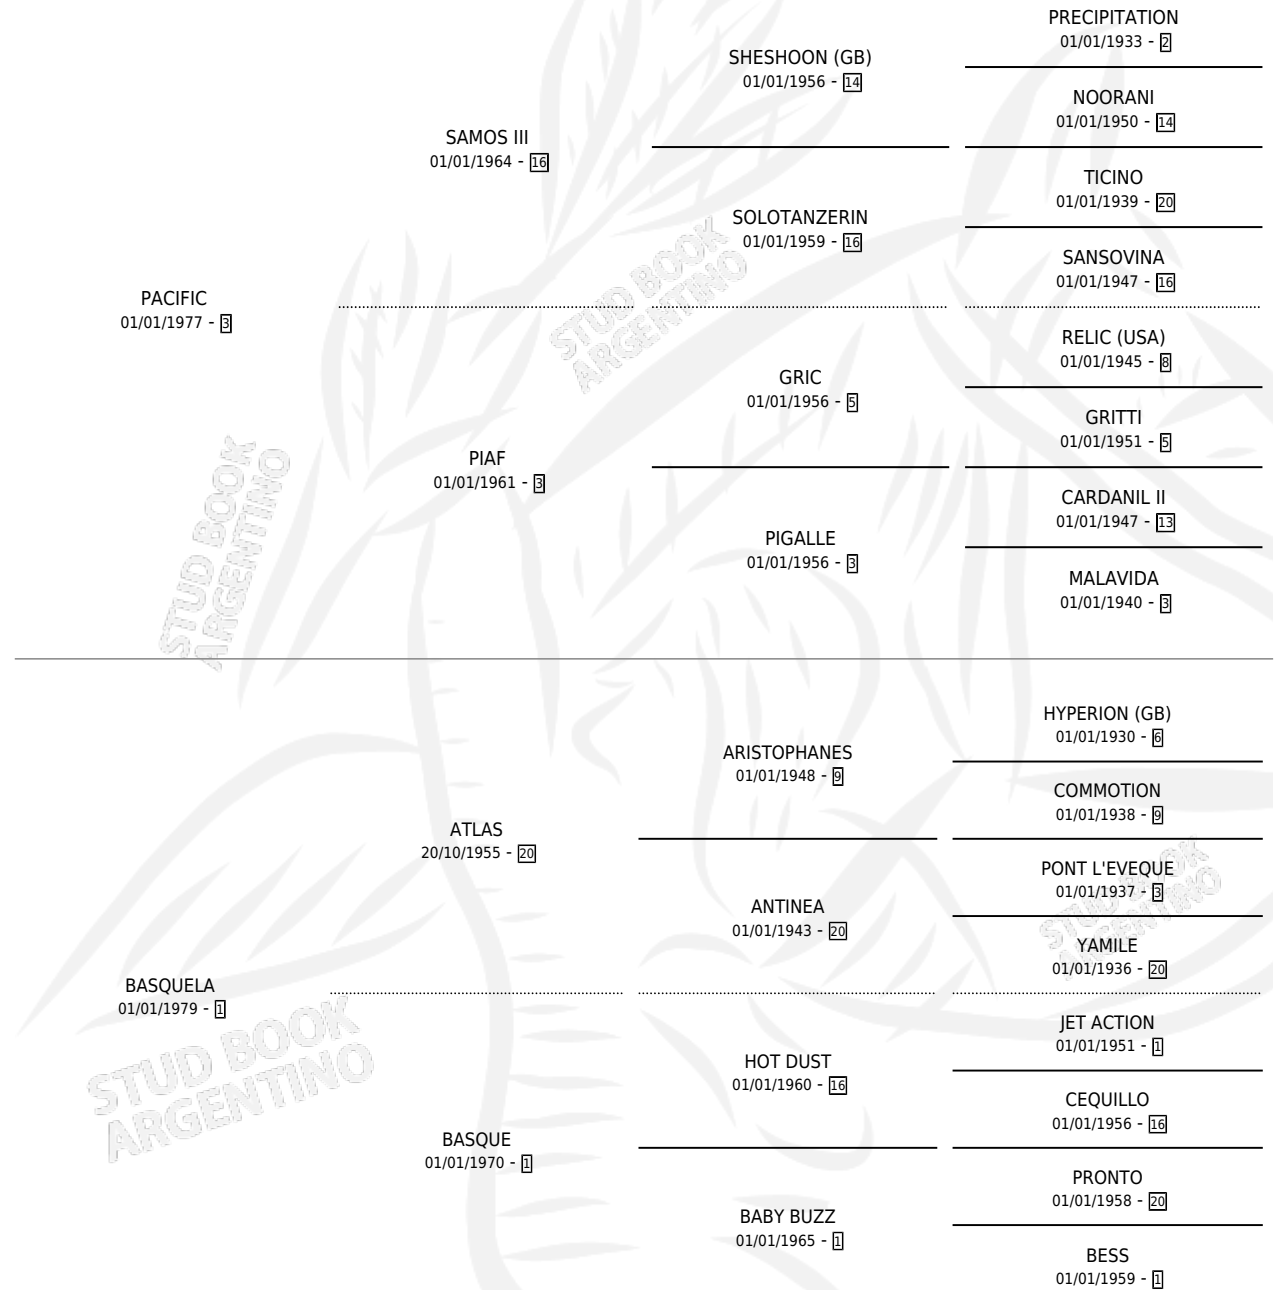 PRECIPITATION
01/01/1933 - 2
SHESHOON (GB)
01/01/1956 - 14
NOORANI
01/01/1950 - 14
SAMOS III
01/01/1964 - 16
TICINO
01/01/1939 - 20
SOLOTANZERIN
01/01/1959 - 16
SANSOVINA
01/01/1947 - 16
PACIFIC
01/01/1977 - 3
STUD BOOK
ARGENTINO
RELIC (USA)
01/01/1945 - 8
GRIC
01/01/1956 - 5
GRITTI
01/01/1951 - 5
PIAF
01/01/1961 - 3
CARDANIL II
01/01/1947 - 13
PIGALLE
01/01/1956 - 3
MALAVIDA
01/01/1940 - 3
STUD BOOK
ARGENTINO
HYPERION (GB)
01/01/1930 - 6
ARISTOPHANES
01/01/1948 - 9
COMMOTION
01/01/1938 - 9
ATLAS
20/10/1955 - 20
PONT L'EVEQUE
01/01/1937 - 3
ANTINEA
01/01/1943 - 20
YAMILE
01/01/1936 - 20
STUD BOOK
ARGENTINO
BASQUELA
01/01/1979 - 1
STUD BOOK
ARGENTINO
JET ACTION
01/01/1951 - 1
HOT DUST
01/01/1960 - 16
CEQUILLO
01/01/1956 - 16
BASQUE
01/01/1970 - 1
PRONTO
01/01/1958 - 20
BABY BUZZ
01/01/1965 - 1
BESS
01/01/1959 - 1